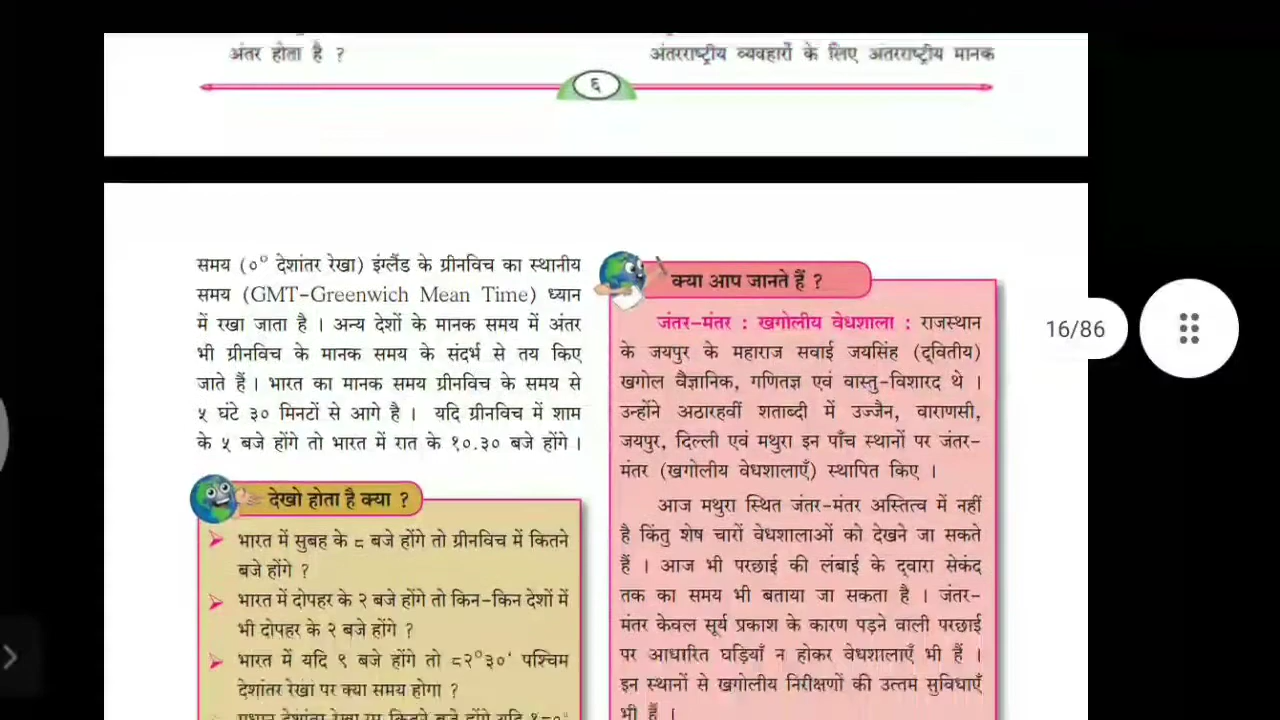 अंतर होता है ?
अंतरराष्ट्रीय व्यवहारों के लिए अंतरराष्ट्रीय मानक
६
समय (०° देशांतर रेखा) इंग्लैंड के ग्रीनविच का स्थानीय
समय (GMT-Greenwich Mean Time) ध्यान
में रखा जाता है । अन्य देशों के मानक समय में अंतर
भी ग्रीनविच के मानक समय के संदर्भ से तय किए
जाते हैं । भारत का मानक समय ग्रीनविच के समय से
५ घंटे ३० मिनटों से आगे है । यदि ग्रीनविच में शाम
के ५ बजे होंगे तो भारत में रात के १०.३० बजे होंगे ।
देखो होता है क्या ?
भारत में सुबह के ८ बजे होंगे तो ग्रीनविच में कितने
बजे होंगे ?
भारत में दोपहर के २ बजे होंगे तो किन-किन देशों में
भी दोपहर के २ बजे होंगे ?
भारत में यदि ९ बजे होंगे तो ८२°३०' पश्चिम
देशांतर रेखा पर क्या समय होगा ?
क्या आप जानते हैं ?
जंतर-मंतर : खगोलीय वेधशाला : राजस्थान
के जयपुर के महाराज सवाई जयसिंह (द्वितीय)
खगोल वैज्ञानिक, गणितज्ञ एवं वास्तु-विशारद थे ।
उन्होंने अठारहवीं शताब्दी में उज्जैन, वाराणसी,
जयपुर, दिल्ली एवं मथुरा इन पाँच स्थानों पर जंतर-
मंतर (खगोलीय वेधशालाएँ) स्थापित किए ।
आज मथुरा स्थित जंतर-मंतर अस्तित्व में नहीं
है किंतु शेष चारों वेधशालाओं को देखने जा सकते
हैं । आज भी परछाई की लंबाई के द्वारा सेकंद
तक का समय भी बताया जा सकता है । जंतर-
मंतर केवल सूर्य प्रकाश के कारण पड़ने वाली परछाई
पर आधारित घड़ियाँ न होकर वेधशालाएँ भी हैं ।
इन स्थानों से खगोलीय निरीक्षणों की उत्तम सुविधाएँ
भी हैं ।
16/86